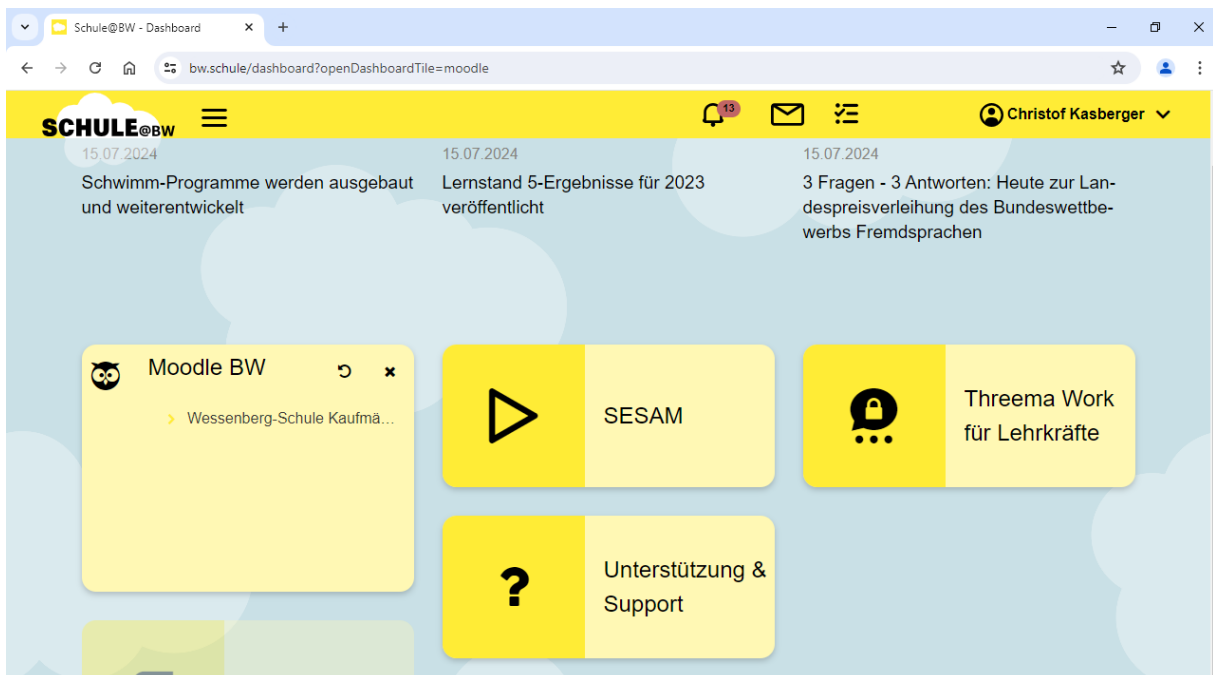 Schule@BW - Dashboard
bw.schule/dashboard?openDashboardTile=moodle
SCHULE@BW
13
Christof Kasberger
15.07.2024
Schwimm-Programme werden ausgebaut
und weiterentwickelt
15.07.2024
Lernstand 5-Ergebnisse für 2023
veröffentlicht
15.07.2024
3 Fragen - 3 Antworten: Heute zur Lan-
despreisverleihung des Bundeswettbe-
werbs Fremdsprachen
Moodle BW
Wessenberg-Schule Kaufmä...
SESAM
Threema Work
für Lehrkräfte
?
Unterstützung &
Support